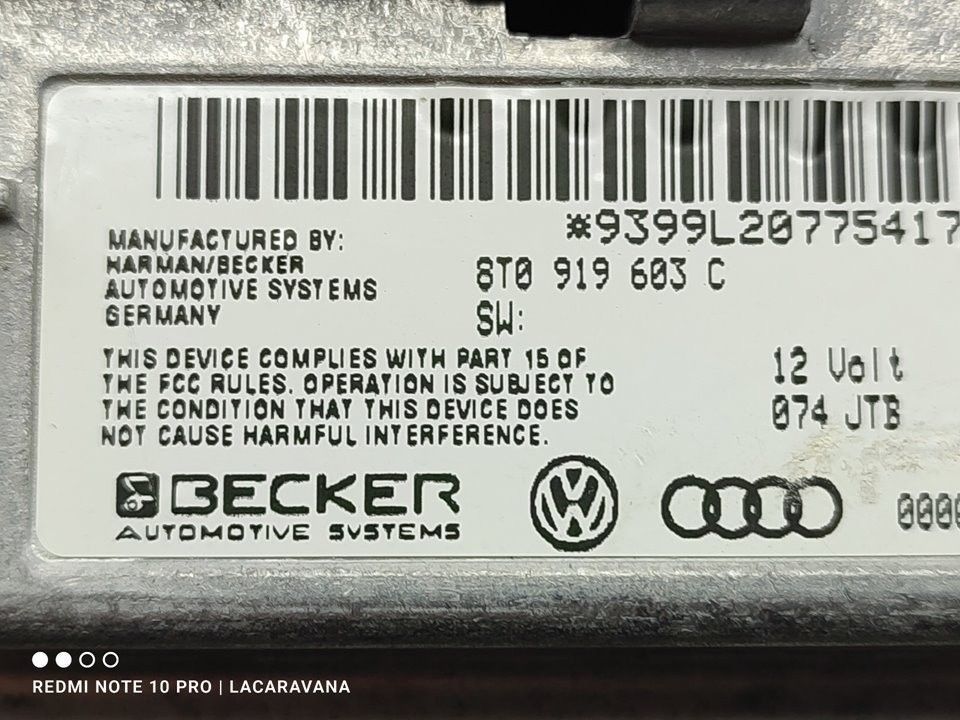 *9399L20775417
MANUFACTURED BY:
HARMAN/BECKER
AUTOMOTIVE SYSTEMS
GERMANY
8T0 919 603 C
SW:
THIS DEVICE COMPLIES WITH PART 15 OF
THE FCC RULES. OPERATION IS SUBJECT TO
THE CONDITION THAT THIS DEVICE DOES
NOT CAUSE HARMFUL INTERFERENCE.
12 Volt
074 JTB
BECKER
AUTOMOTIVE SYSTEMS
0000
REDMI NOTE 10 PRO | LACARAVANA